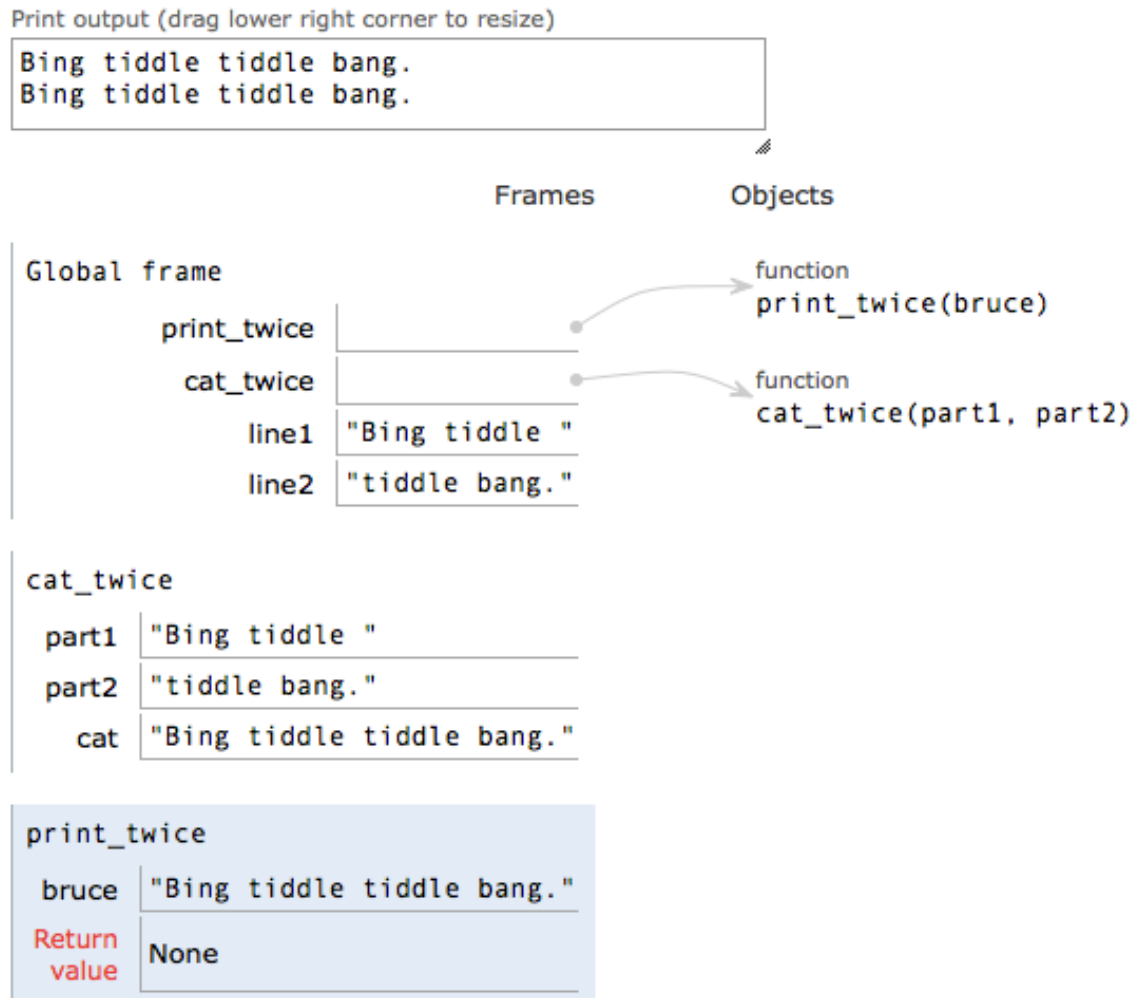 Print output (drag lower right corner to resize)
Bing tiddle tiddle bang.
Bing tiddle tiddle bang.
Frames Objects
Global frame
print_twice
cat_twice
line1 "Bing tiddle "
line2 "tiddle bang."
function
print_twice(bruce)
function
cat_twice(part1, part2)
cat_twice
part1 "Bing tiddle "
part2 "tiddle bang."
cat "Bing tiddle tiddle bang."
print_twice
bruce "Bing tiddle tiddle bang."
Return
value None